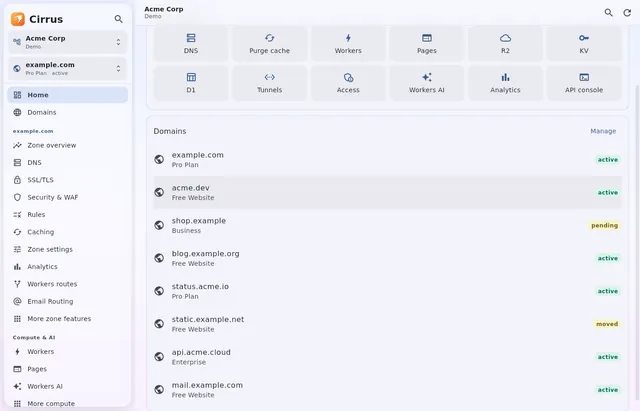 Cirrus
Acme Corp
Demo
example.com
Pro Plan · active
Home
Domains
example.com
Zone overview
DNS
SSL/TLS
Security & WAF
Rules
Caching
Zone settings
Analytics
Workers routes
Email Routing
More zone features
Compute & AI
Workers
Pages
Workers AI
More compute
Acme Corp
Demo
DNS
Purge cache
Workers
Pages
R2
KV
D1
Tunnels
Access
Workers AI
Analytics
API console
Domains
Manage
example.com
Pro Plan
active
acme.dev
Free Website
active
shop.example
Business
pending
blog.example.org
Free Website
active
status.acme.io
Pro Plan
active
static.example.net
Free Website
moved
api.acme.cloud
Enterprise
active
mail.example.com
Free Website
active